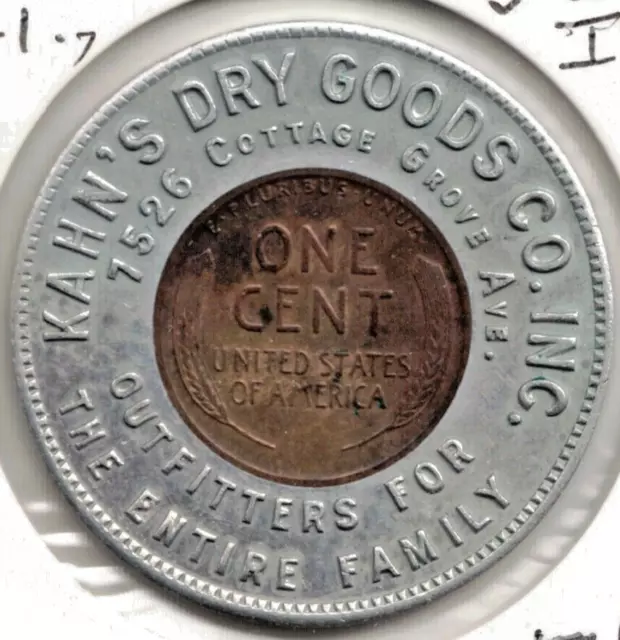 KAHN'S DRY GOODS CO. INC.
7526 COTTAGE GROVE AVE.
E·PLURIBUS·UNUM
ONE
CENT
UNITED STATES
OF AMERICA
OUTFITTERS FOR
THE ENTIRE FAMILY